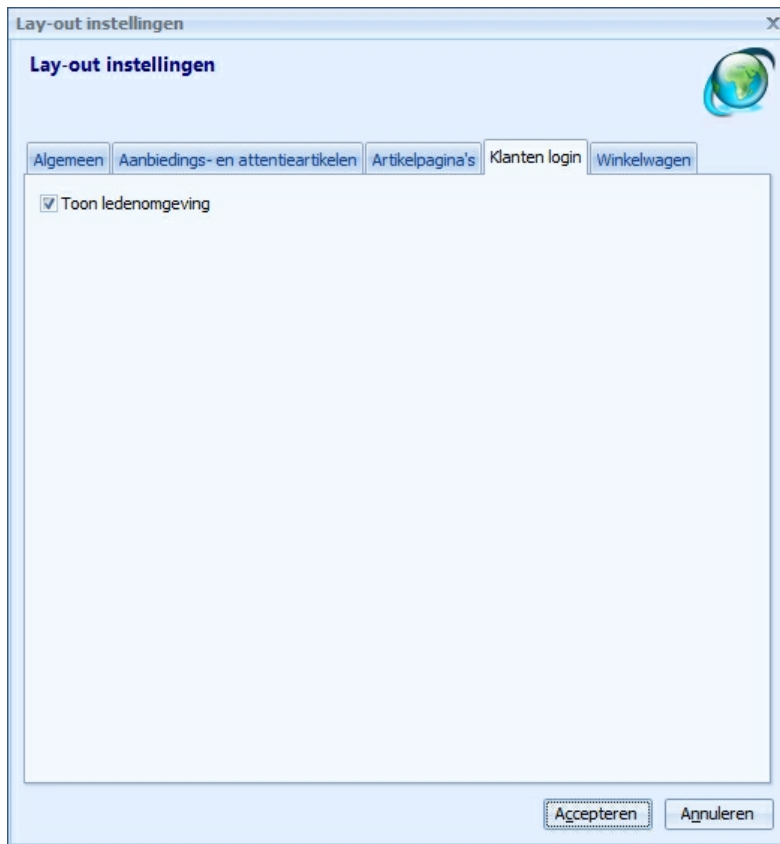 Lay-out instellingen
X
Lay-out instellingen
Algemeen Aanbiedings- en attentieartikelen Artikelpagina's Klanten login Winkelwagen
Toon ledenomgeving
Accepteren Annuleren